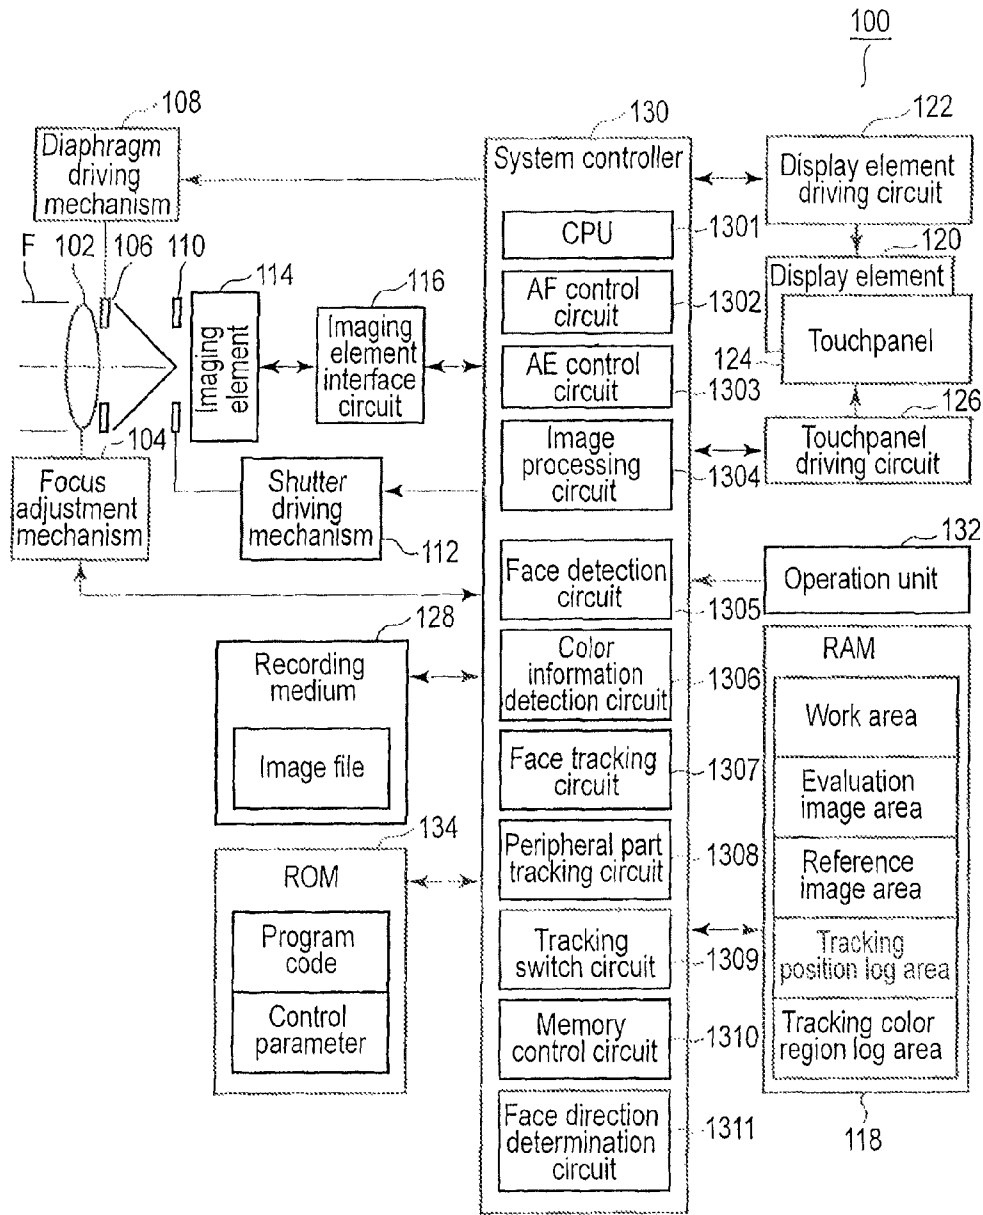 100
108
130
122
Diaphragm
driving
mechanism
System controller
Display element
driving circuit
F
102
106
110
114
116
CPU
1301
120
Display element
Touchpanel
124
AF control
circuit
1302
Imaging
element
Imaging
element
interface
circuit
AE control
circuit
1303
126
Touchpanel
driving circuit
104
Focus
adjustment
mechanism
Shutter
driving
mechanism
112
Image
processing
circuit
1304
132
Operation unit
Face detection
circuit
1305
128
Recording
medium
Image file
Color
information
detection circuit
1306
RAM
Work area
Evaluation
image area
Reference
image area
Tracking
position log area
Tracking color
region log area
118
Face tracking
circuit
1307
134
ROM
Program
code
Control
parameter
Peripheral part
tracking circuit
1308
Tracking
switch circuit
1309
Memory
control circuit
1310
Face direction
determination
circuit
1311